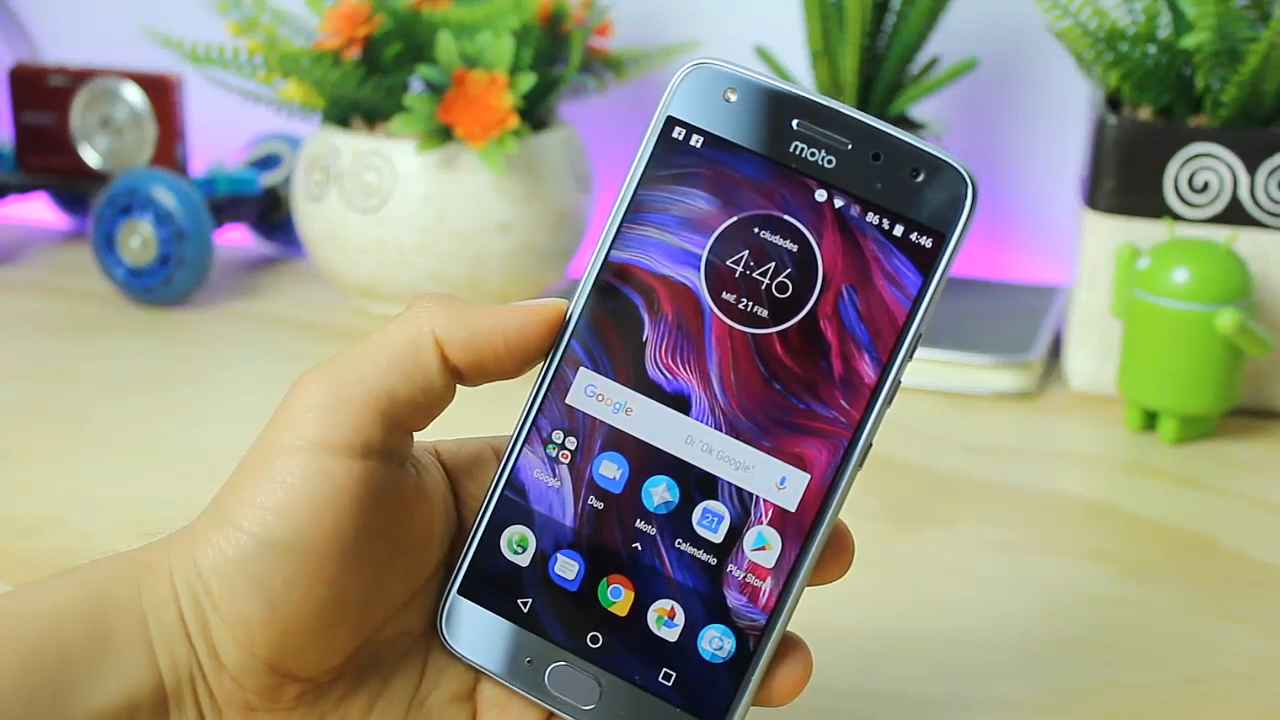 moto
86 % 4:46
+ ciudades
4:46
MIÉ. 21 FEB.
Google
Di "Ok Google".
Google
Duo
Moto
21
Calendario
Play Store